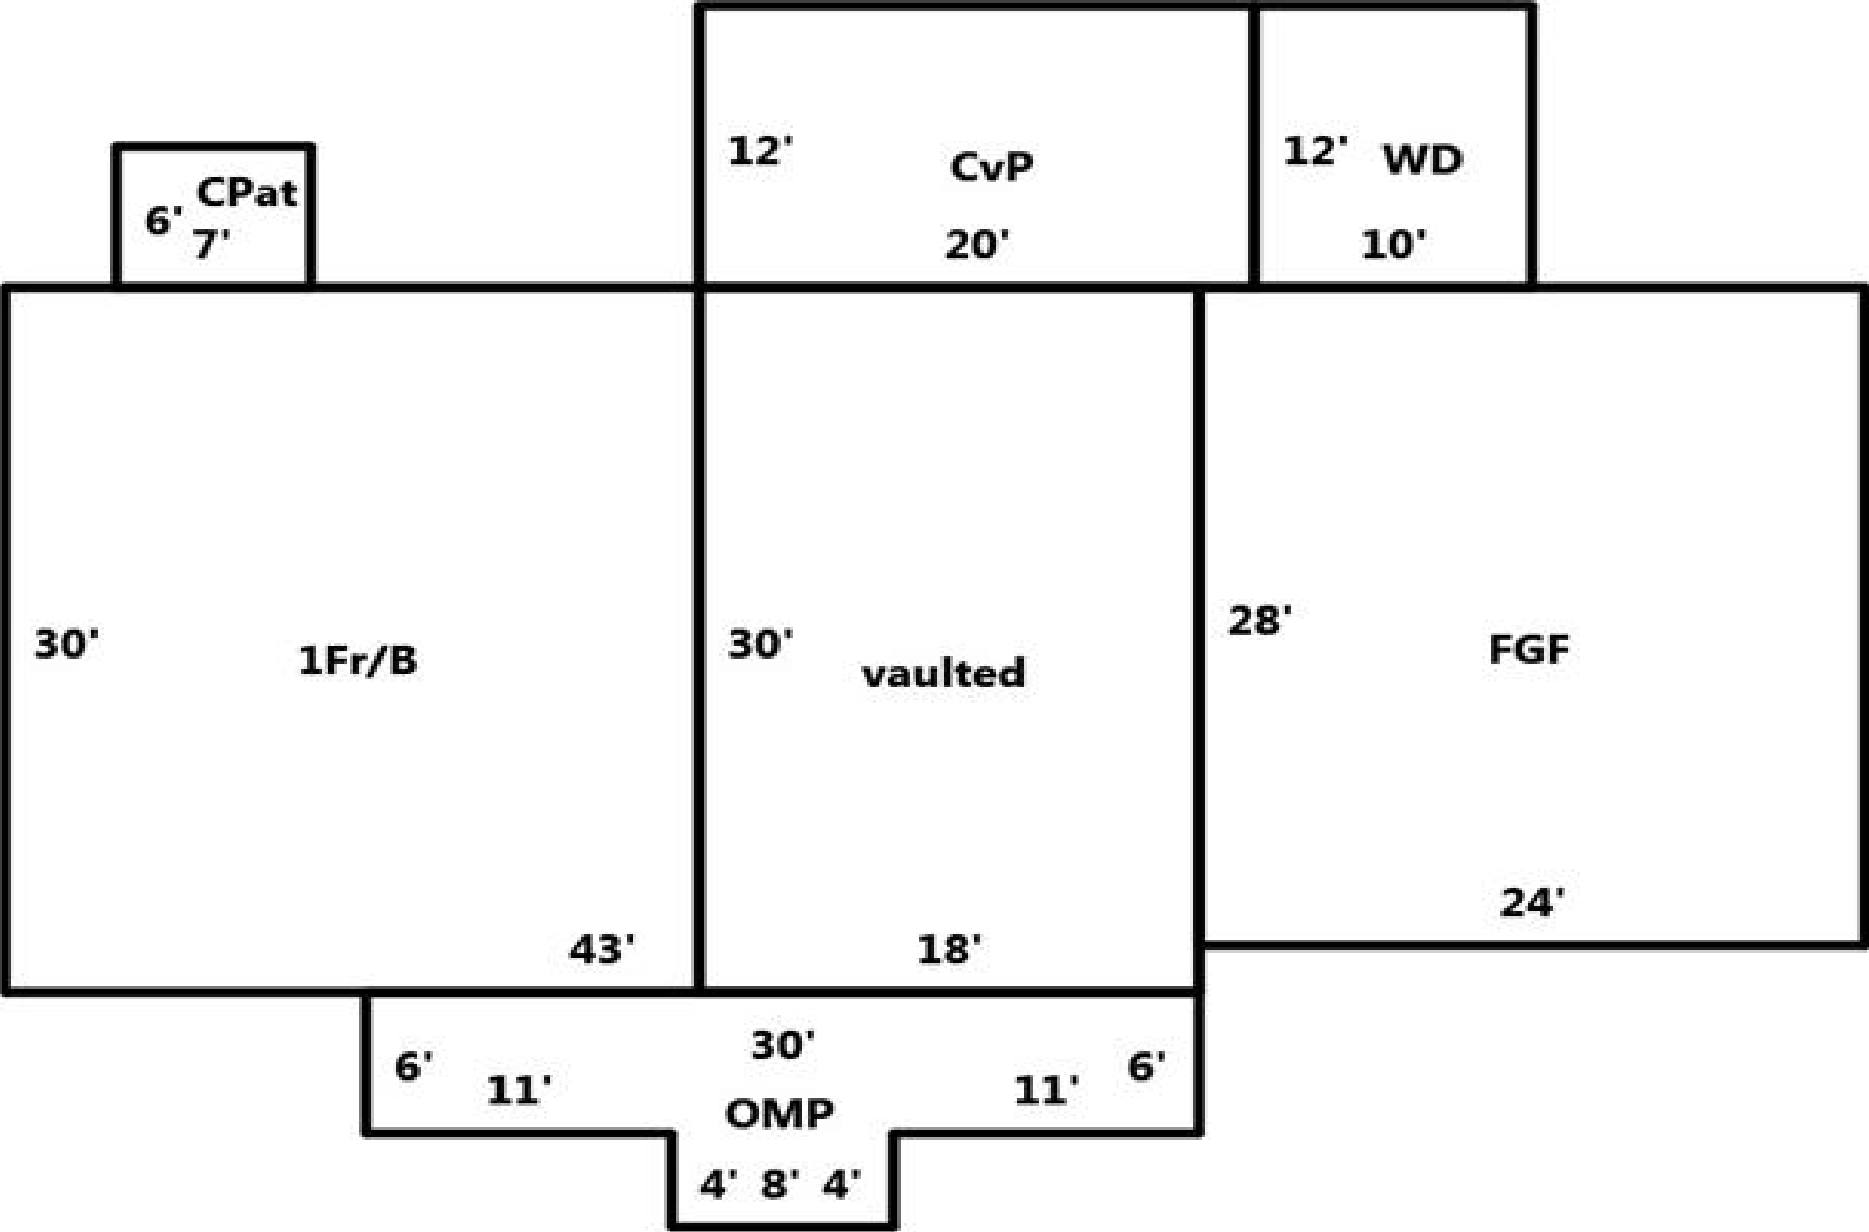 12' CvP 20'
12' WD 10'
CPat 6' 7'
30' 1Fr/B 43'
30' vaulted 18'
28' FGF 24'
30'
6' 11' 11' 6'
OMP
4' 8' 4'